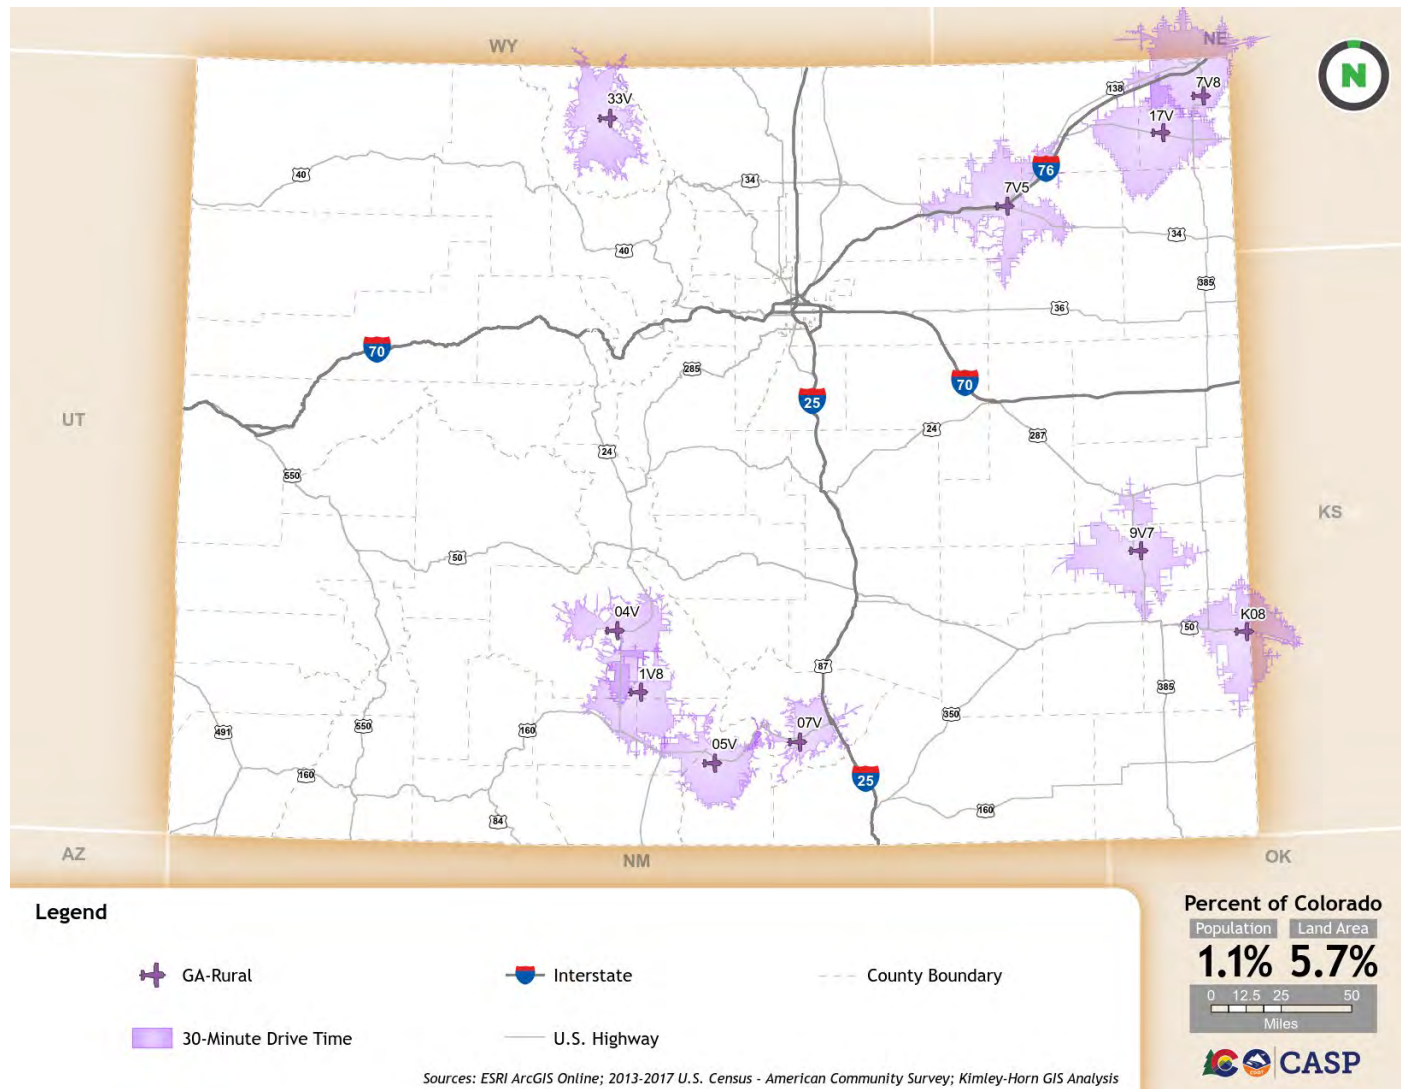 WY
NE
N
33V
138
7V8
17V
76
40
34
7V5
40
34
385
36
70
285
70
25
UT
24
287
24
550
KS
9V7
50
04V
K08
50
1V8
87
385
07V
350
491
550
160
05V
160
25
160
84
AZ
NM
OK
Legend
GA-Rural
Interstate
County Boundary
30-Minute Drive Time
U.S. Highway
Percent of Colorado
Population Land Area
1.1% 5.7%
0 12.5 25 50
Miles
C CDOT CASP
Sources: ESRI ArcGIS Online; 2013-2017 U.S. Census - American Community Survey; Kimley-Horn GIS Analysis